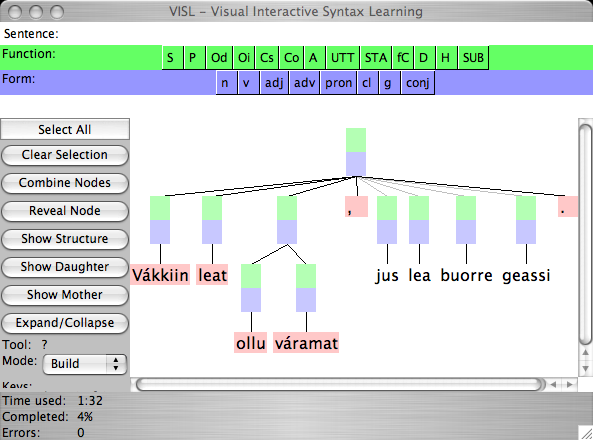 VISL - Visual Interactive Syntax Learning
Sentence:
Function: S P Od Oi Cs Co A UTT STA fC D H SUB
Form: n v adj adv pron cl g conj
Select All
Clear Selection
Combine Nodes
Reveal Node
Show Structure
Show Daughter
Show Mother
Expand/Collapse
Tool: ?
Mode: Build
Keys:
, .
Vákkiin leat jus lea buorre geassi
ollu váramat
Time used: 1:32
Completed: 4%
Errors: 0